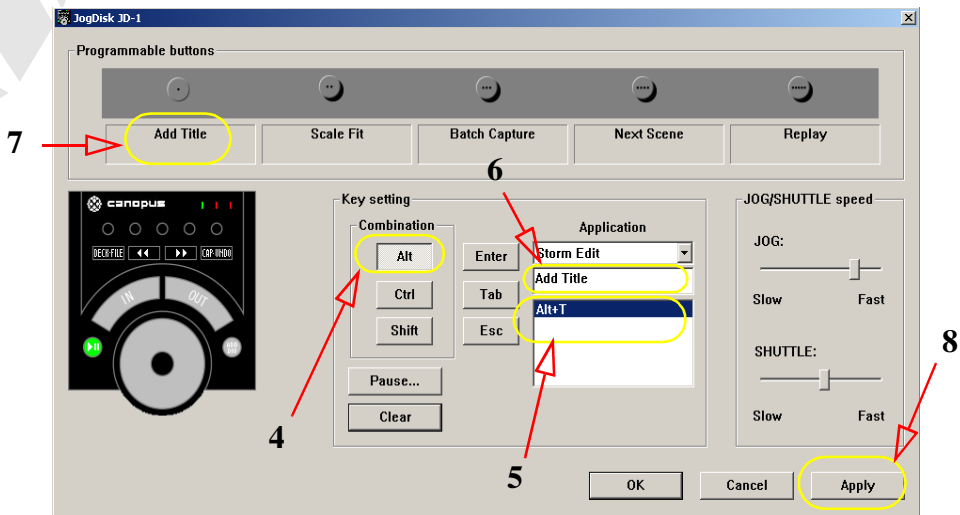 JogDisk JD-1
Programmable buttons
7
Add Title
Scale Fit
Batch Capture
Next Scene
Replay
6
canopus
DECK·FILE
CAP·UNDO
IN
OUT
ADD
Key setting
Combination
Alt
Ctrl
Shift
Enter
Tab
Esc
Pause...
Clear
Application
Storm Edit
Add Title
Alt+T
4
5
JOG/SHUTTLE speed
JOG:
Slow Fast
SHUTTLE:
Slow Fast
8
OK
Cancel
Apply